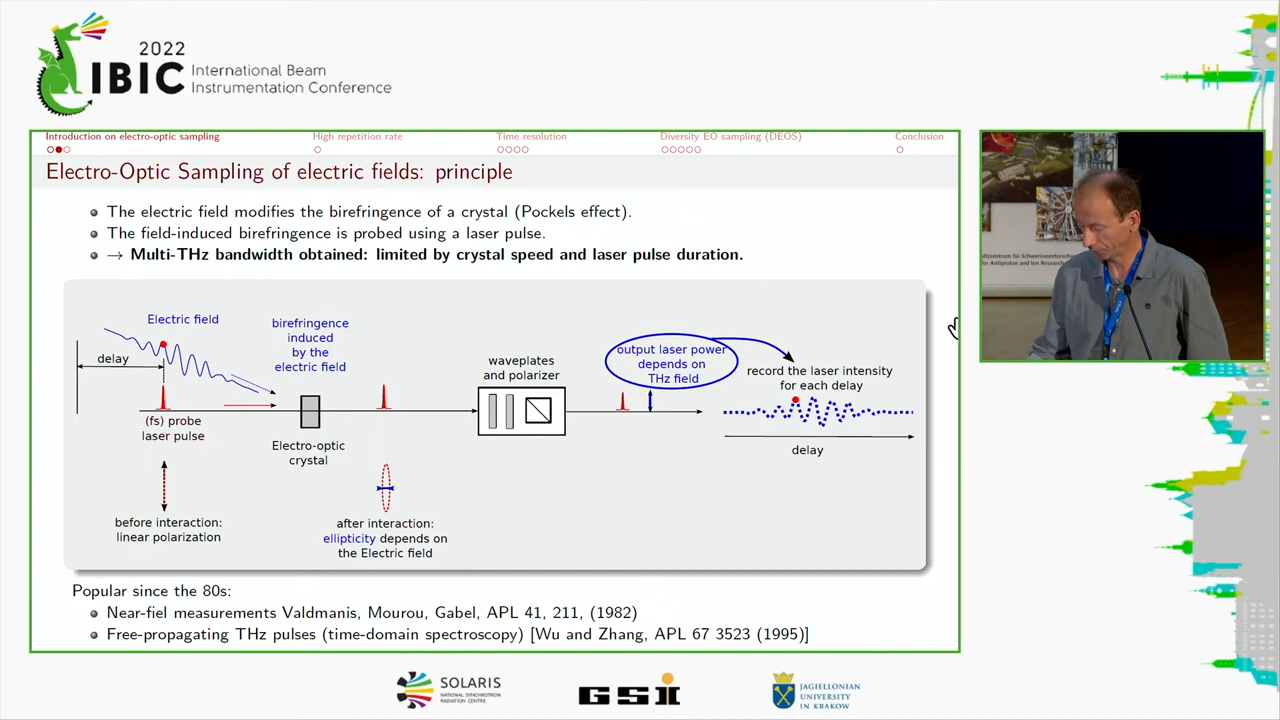 2022
IBIC
International Beam
Instrumentation Conference
Introduction on electro-optic sampling
High repetition rate
Time resolution
Diversity EO sampling (DEOS)
Conclusion
Electro-Optic Sampling of electric fields: principle
The electric field modifies the birefringence of a crystal (Pockels effect).
The field-induced birefringence is probed using a laser pulse.
→ Multi-THz bandwidth obtained: limited by crystal speed and laser pulse duration.
Electric field
delay
(fs) probe
laser pulse
before interaction:
linear polarization
birefringence
induced
by the
electric field
Electro-optic
crystal
after interaction:
ellipticity depends on
the Electric field
waveplates
and polarizer
output laser power
depends on
THz field
record the laser intensity
for each delay
delay
Popular since the 80s:
Near-fiel measurements Valdmanis, Mourou, Gabel, APL 41, 211, (1982)
Free-propagating THz pulses (time-domain spectroscopy) [Wu and Zhang, APL 67 3523 (1995)]
SOLARIS
NATIONAL SYNCHROTRON
RADIATION CENTRE
GSI
JAGIELLONIAN
UNIVERSITY
IN KRAKOW